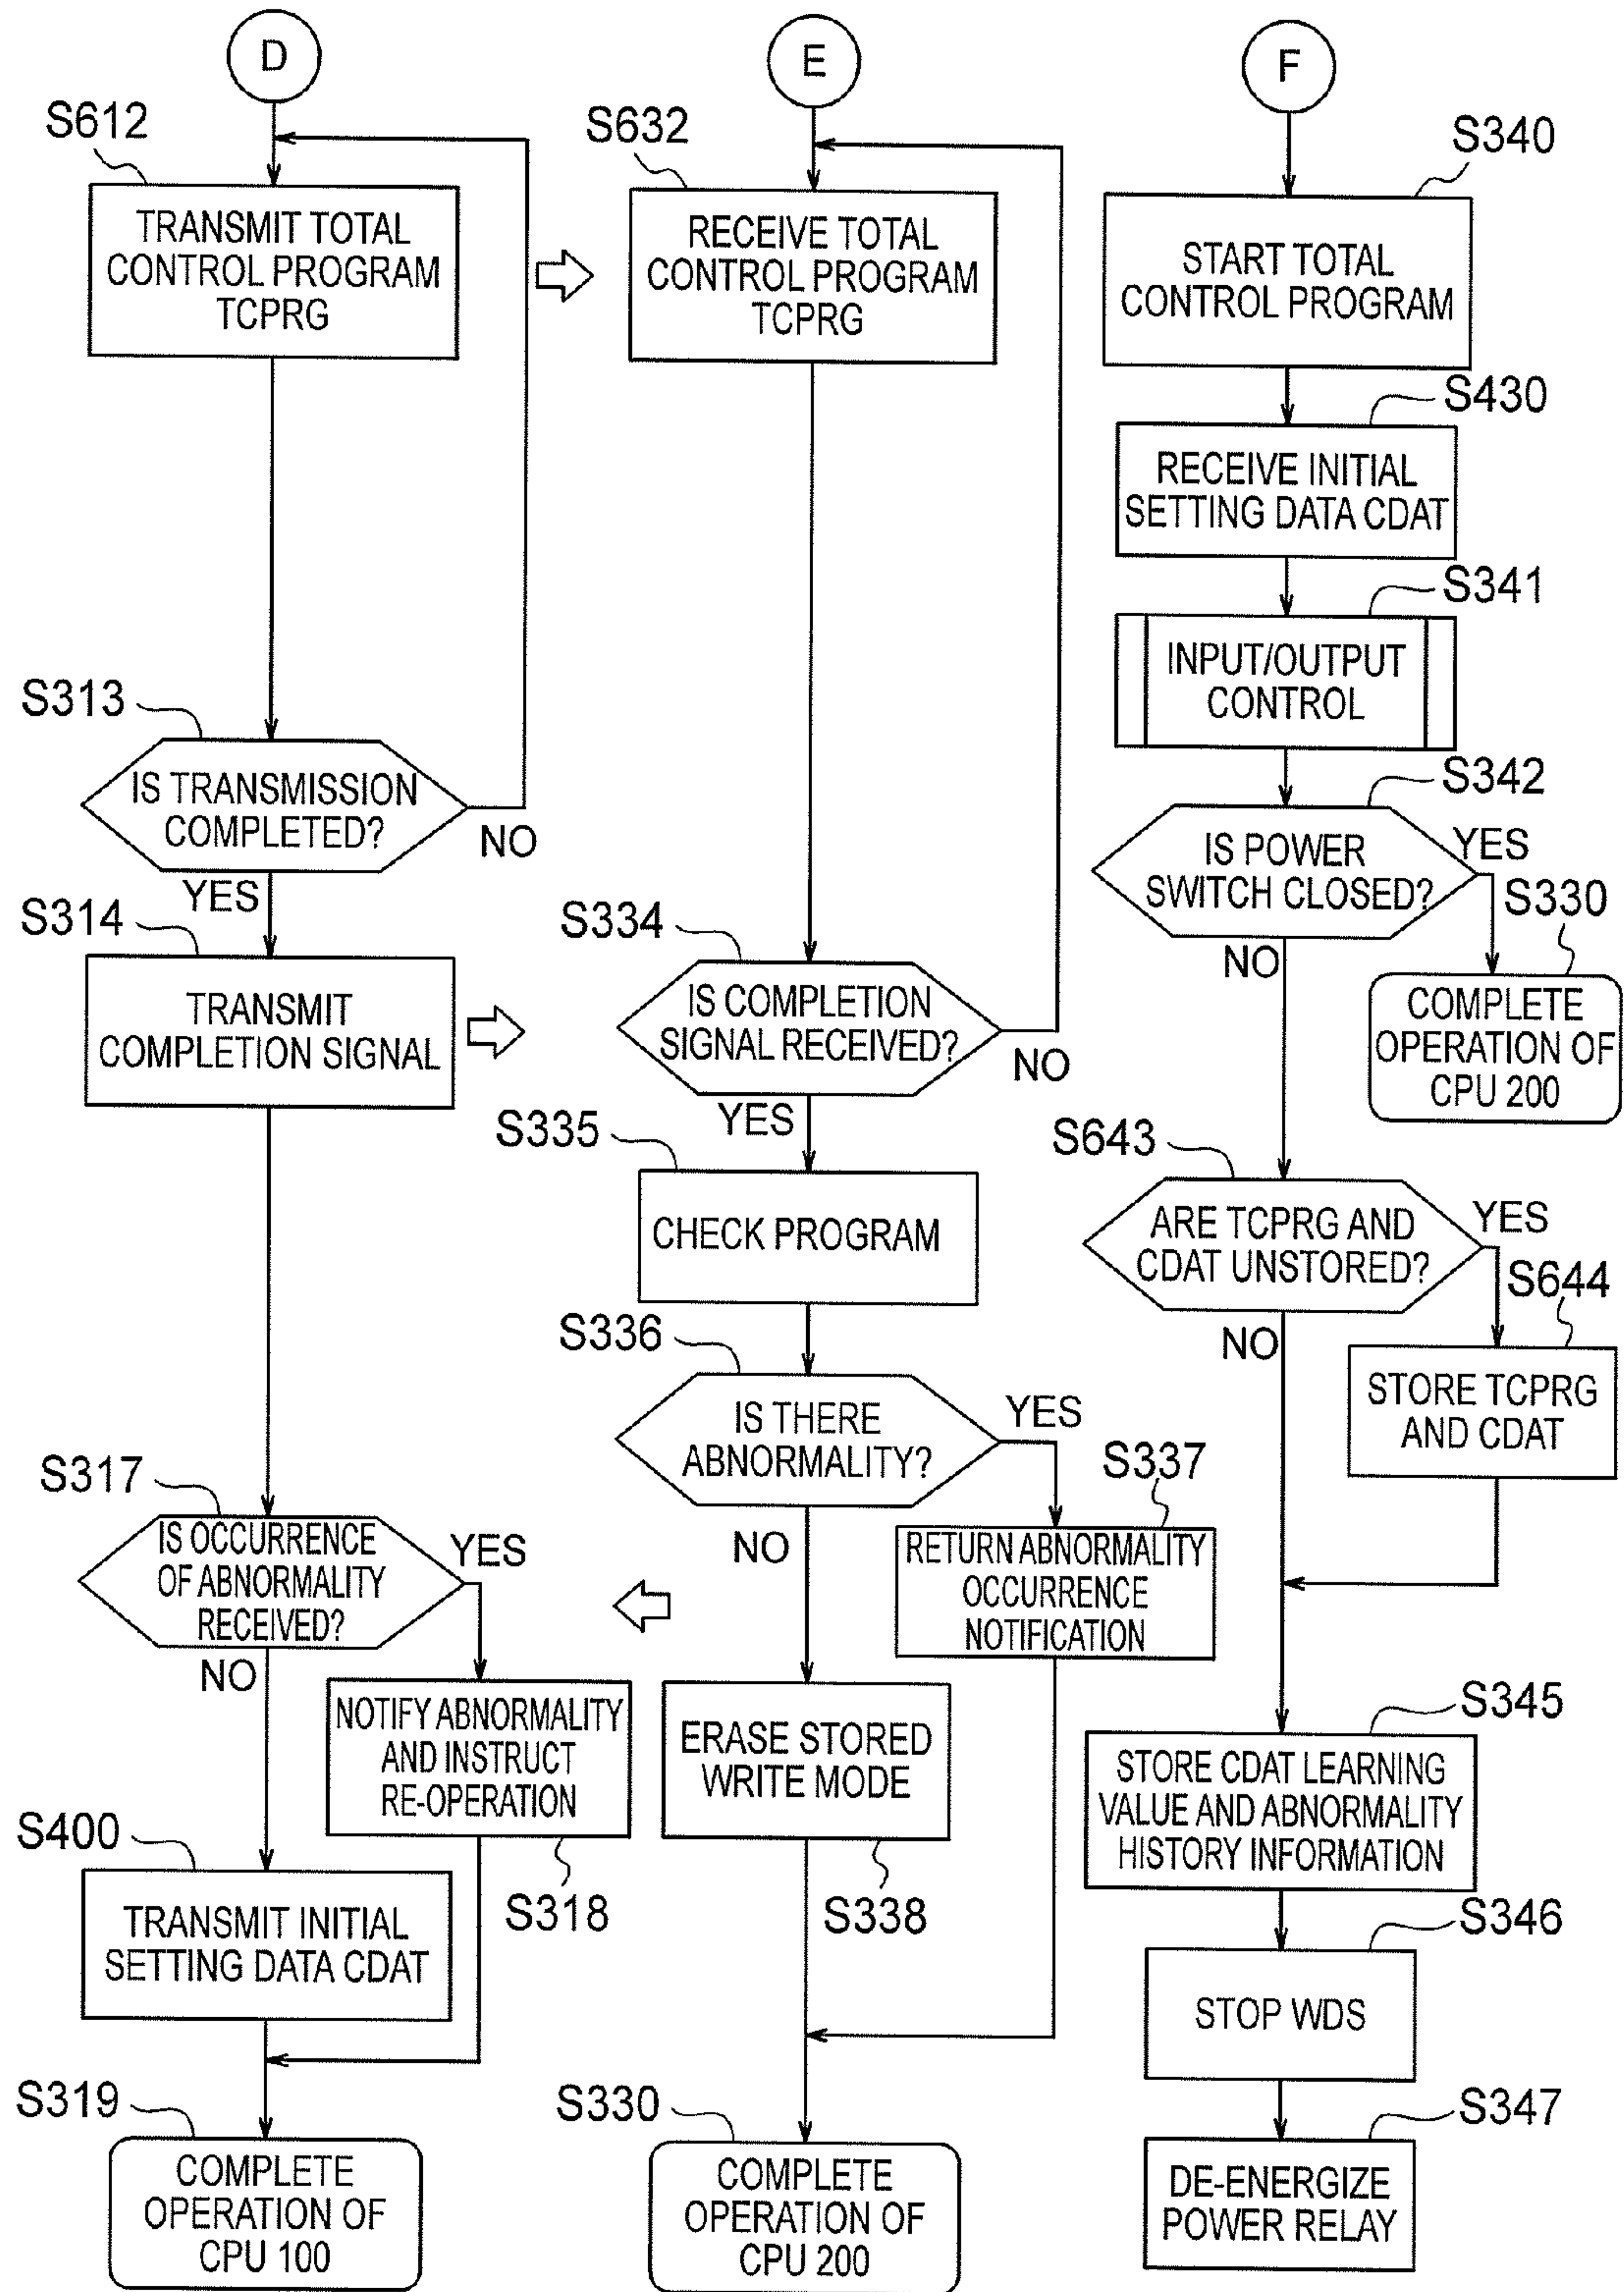 D
S612
TRANSMIT TOTAL
CONTROL PROGRAM
TCPRG
S313
IS TRANSMISSION
COMPLETED?
NO
YES
S314
TRANSMIT
COMPLETION SIGNAL
S317
IS OCCURRENCE
OF ABNORMALITY
RECEIVED?
YES
NO
NOTIFY ABNORMALITY
AND INSTRUCT
RE-OPERATION
S318
S400
TRANSMIT INITIAL
SETTING DATA CDAT
S319
COMPLETE
OPERATION OF
CPU 100
E
S632
RECEIVE TOTAL
CONTROL PROGRAM
TCPRG
S334
IS COMPLETION
SIGNAL RECEIVED?
NO
YES
S335
CHECK PROGRAM
S336
IS THERE
ABNORMALITY?
YES
NO
S337
RETURN ABNORMALITY
OCCURRENCE
NOTIFICATION
ERASE STORED
WRITE MODE
S338
S330
COMPLETE
OPERATION OF
CPU 200
F
S340
START TOTAL
CONTROL PROGRAM
S430
RECEIVE INITIAL
SETTING DATA CDAT
S341
INPUT/OUTPUT
CONTROL
S342
IS POWER
SWITCH CLOSED?
YES
NO
S330
COMPLETE
OPERATION OF
CPU 200
S643
ARE TCPRG AND
CDAT UNSTORED?
YES
NO
S644
STORE TCPRG
AND CDAT
S345
STORE CDAT LEARNING
VALUE AND ABNORMALITY
HISTORY INFORMATION
S346
STOP WDS
S347
DE-ENERGIZE
POWER RELAY